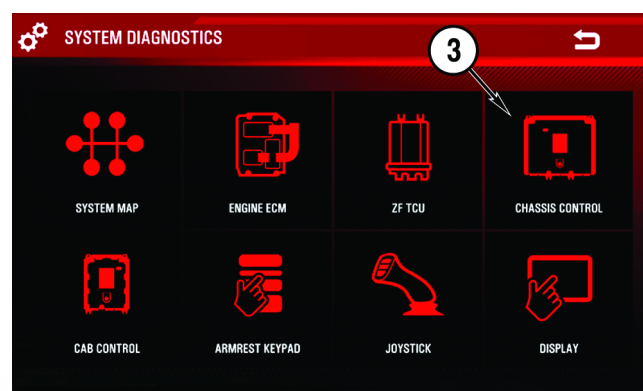 SYSTEM DIAGNOSTICS
3
SYSTEM MAP
ENGINE ECM
ZF TCU
CHASSIS CONTROL
CAB CONTROL
ARMREST KEYPAD
JOYSTICK
DISPLAY